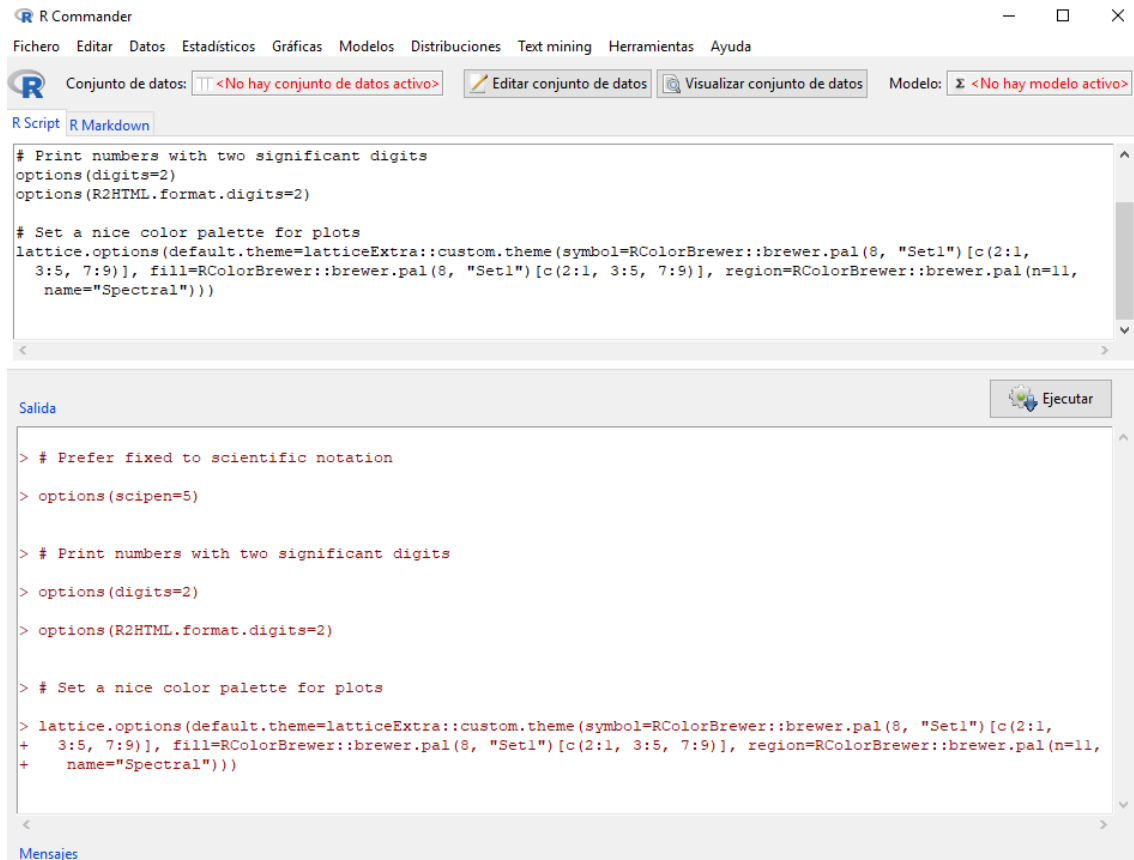 R Commander
Fichero Editar Datos Estadísticos Gráficas Modelos Distribuciones Text mining Herramientas Ayuda
R Conjunto de datos: <No hay conjunto de datos activo> Editar conjunto de datos Visualizar conjunto de datos Modelo: Σ <No hay modelo activo>
R Script R Markdown
# Print numbers with two significant digits
options(digits=2)
options(R2HTML.format.digits=2)
# Set a nice color palette for plots
lattice.options(default.theme=latticeExtra::custom.theme(symbol=RColorBrewer::brewer.pal(8, "Set1")[c(2:1,
3:5, 7:9)], fill=RColorBrewer::brewer.pal(8, "Set1")[c(2:1, 3:5, 7:9)], region=RColorBrewer::brewer.pal(n=11,
name="Spectral")))
Salida
Ejecutar
> # Prefer fixed to scientific notation
> options(scipen=5)
> # Print numbers with two significant digits
> options(digits=2)
> options(R2HTML.format.digits=2)
> # Set a nice color palette for plots
> lattice.options(default.theme=latticeExtra::custom.theme(symbol=RColorBrewer::brewer.pal(8, "Set1")[c(2:1,
+ 3:5, 7:9)], fill=RColorBrewer::brewer.pal(8, "Set1")[c(2:1, 3:5, 7:9)], region=RColorBrewer::brewer.pal(n=11,
+ name="Spectral")))
Mensajes